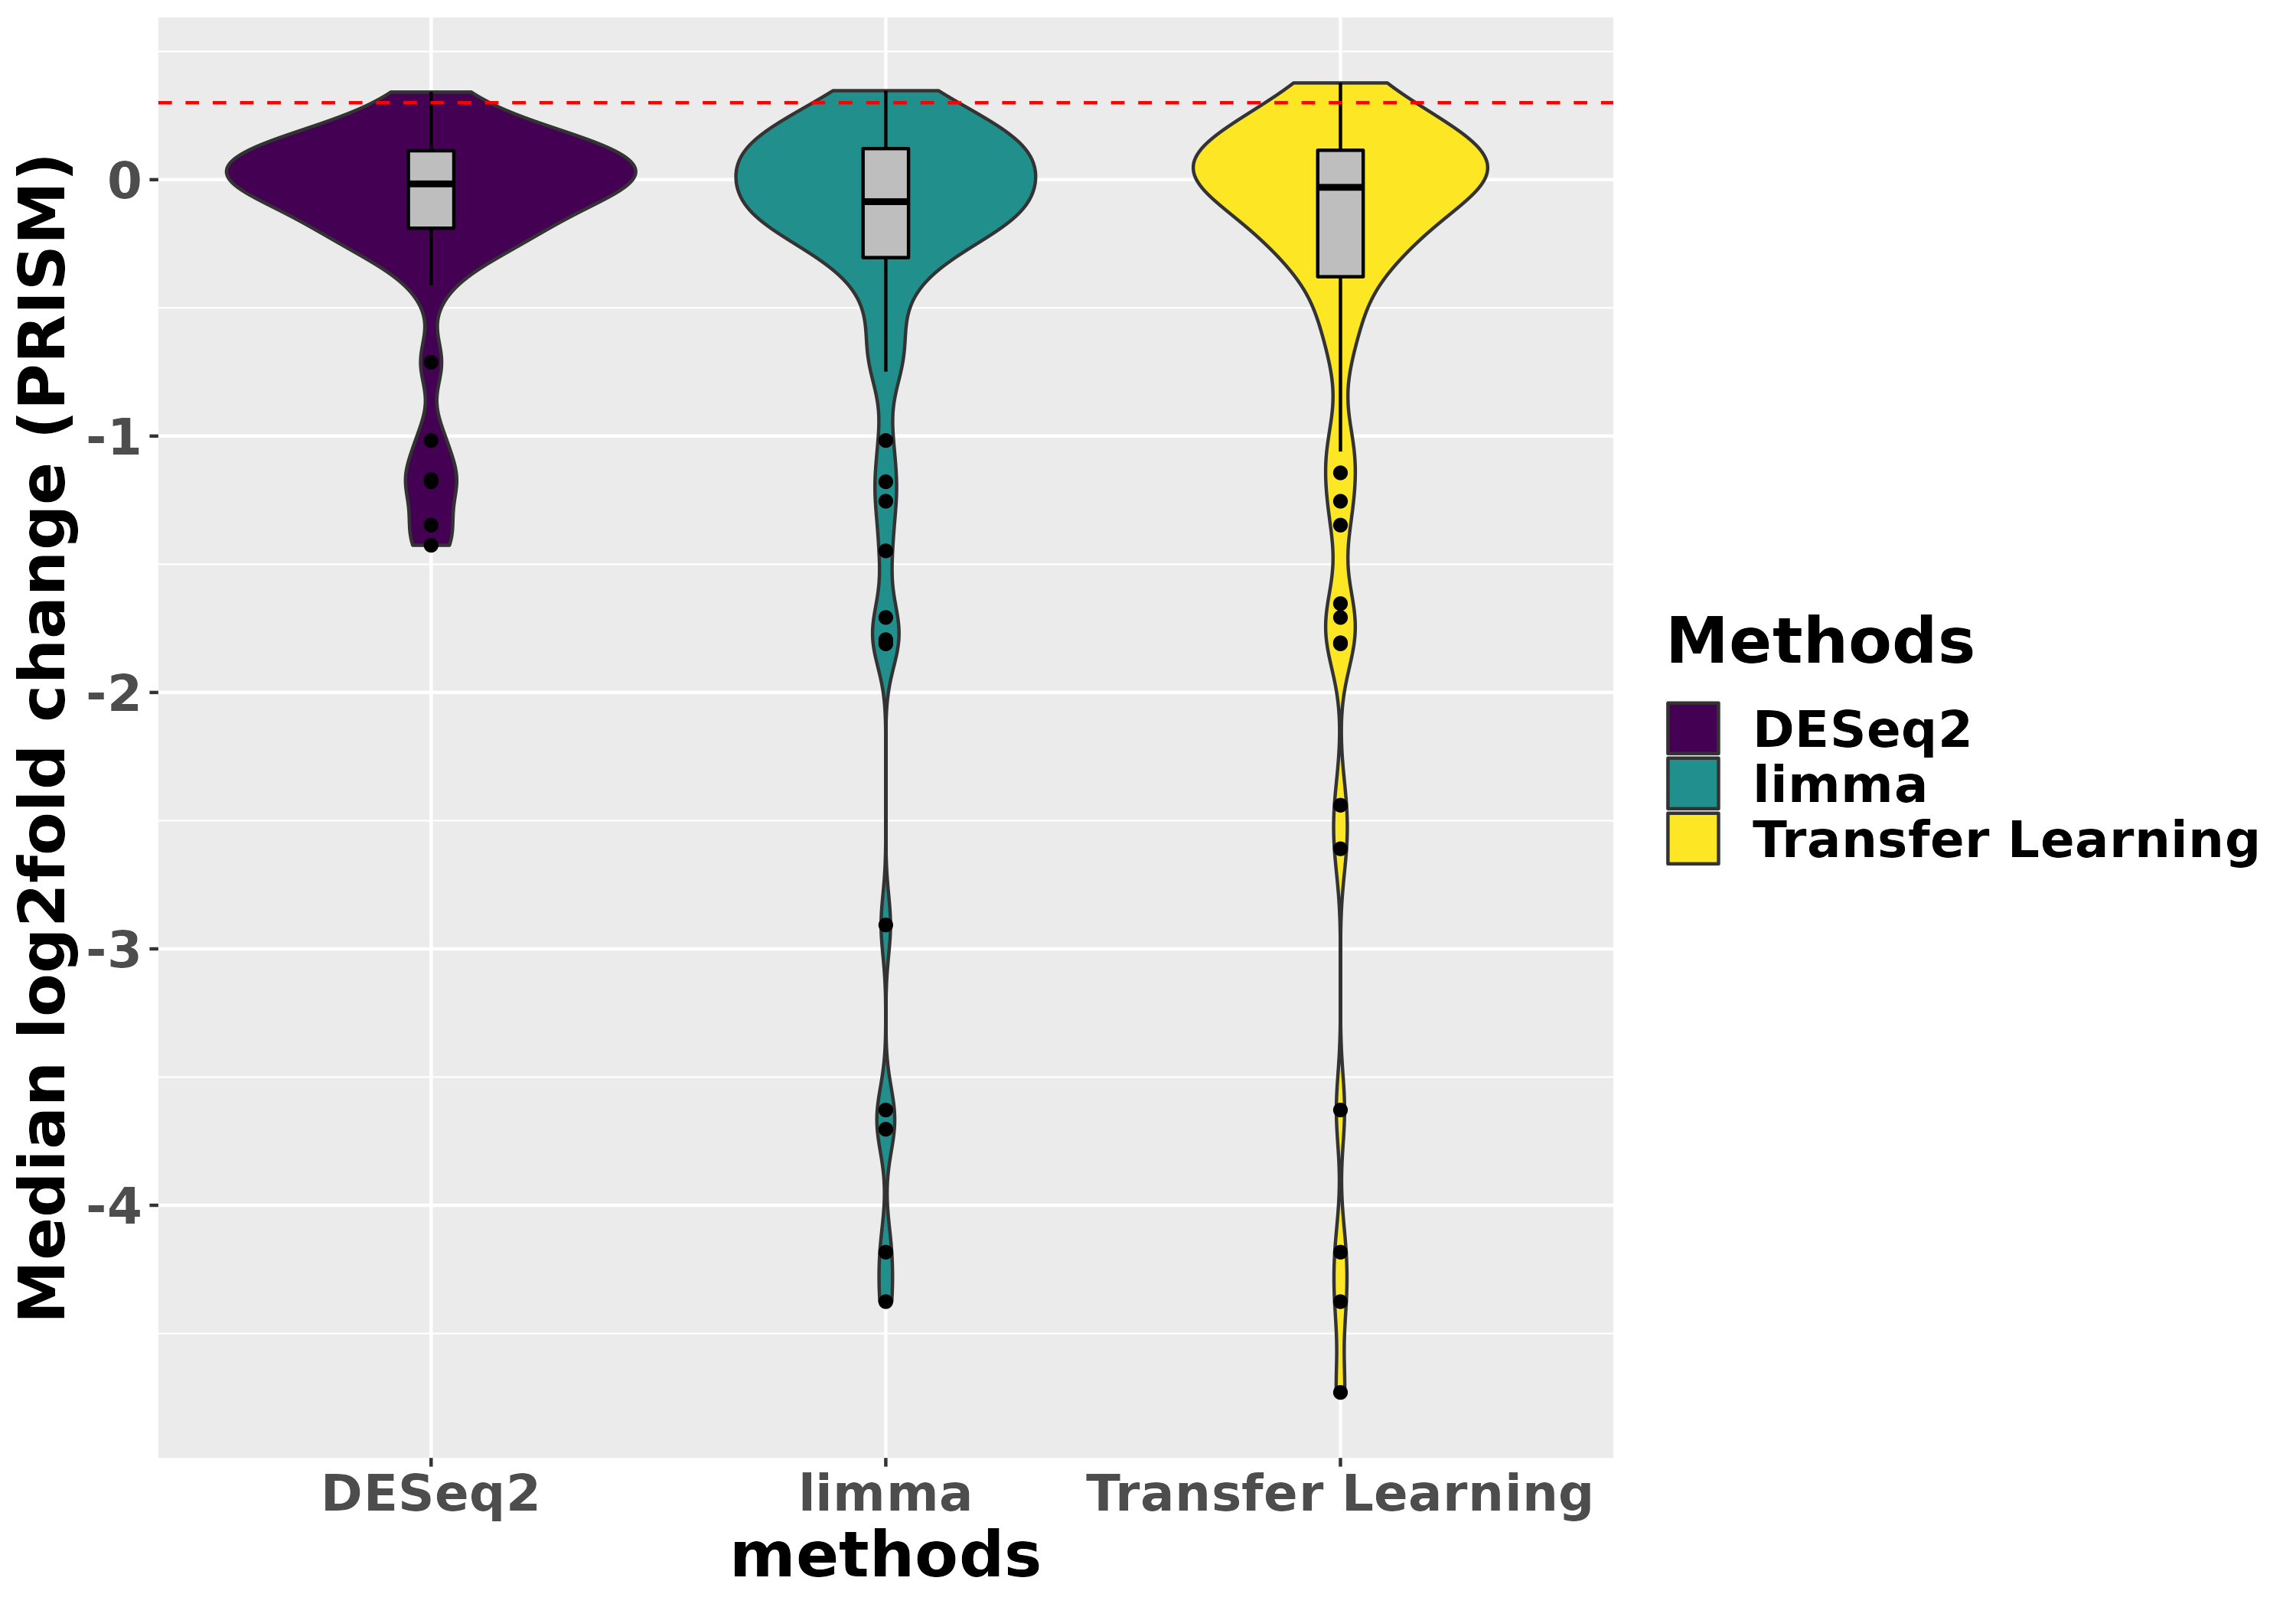 Median log2fold change (PRISM)
0
-1
-2
-3
-4
DESeq2
limma
Transfer Learning
methods
Methods
DESeq2
limma
Transfer Learning